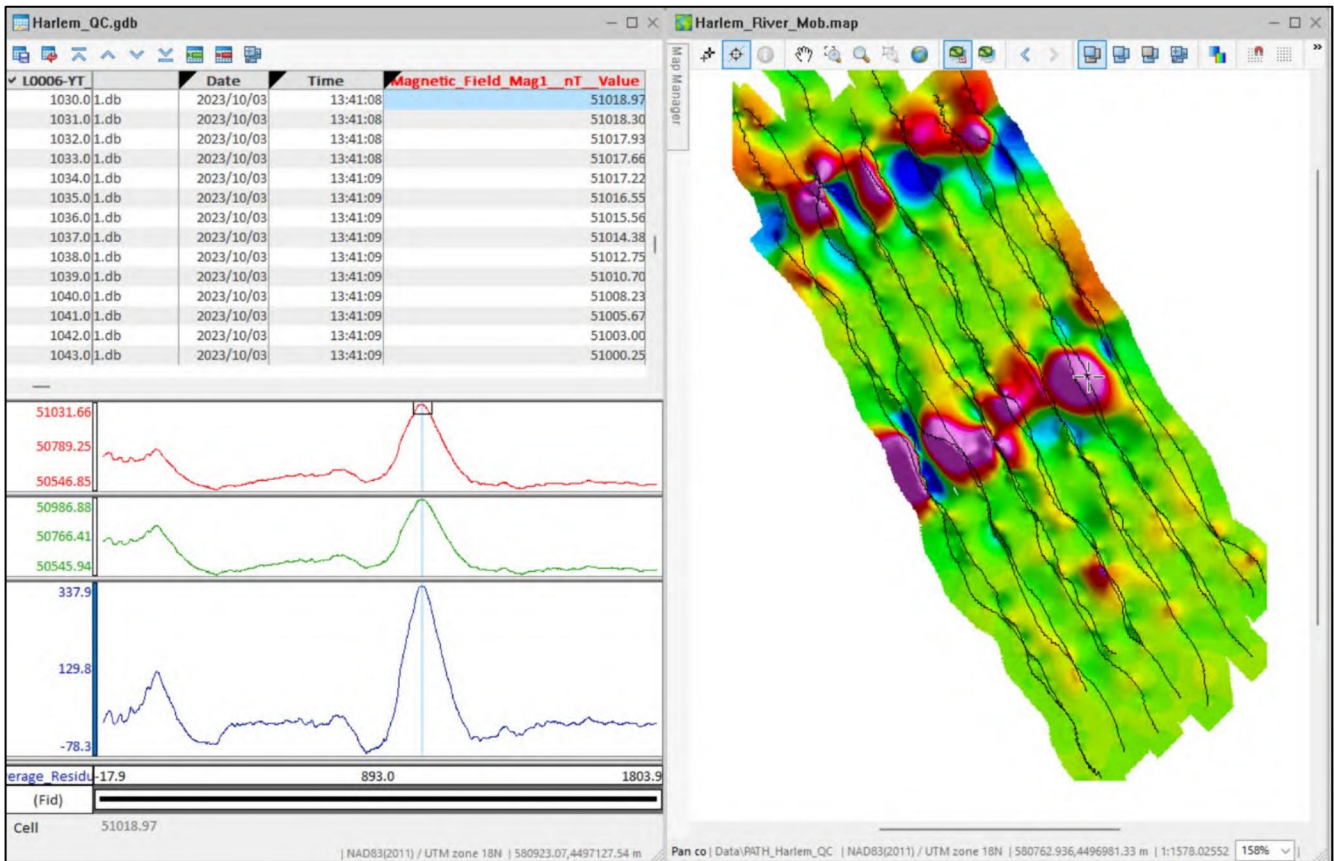 Harlem_QC.gdb
L0006-YT_ Date Time Magnetic_Field_Mag1__nT__Value
1030.0 1.db 2023/10/03 13:41:08 51018.97
1031.0 1.db 2023/10/03 13:41:08 51018.30
1032.0 1.db 2023/10/03 13:41:08 51017.93
1033.0 1.db 2023/10/03 13:41:08 51017.66
1034.0 1.db 2023/10/03 13:41:09 51017.22
1035.0 1.db 2023/10/03 13:41:09 51016.55
1036.0 1.db 2023/10/03 13:41:09 51015.56
1037.0 1.db 2023/10/03 13:41:09 51014.38
1038.0 1.db 2023/10/03 13:41:09 51012.75
1039.0 1.db 2023/10/03 13:41:09 51010.70
1040.0 1.db 2023/10/03 13:41:09 51008.23
1041.0 1.db 2023/10/03 13:41:09 51005.67
1042.0 1.db 2023/10/03 13:41:09 51003.00
1043.0 1.db 2023/10/03 13:41:09 51000.25
51031.66
50789.25
50546.85
50986.88
50766.41
50545.94
337.9
129.8
-78.3
erage_Residu -17.9 893.0 1803.9
(Fid)
Cell 51018.97
| NAD83(2011) / UTM zone 18N | 580923.07,4497127.54 m
Harlem_River_Mob.map
Map Manager
Pan co | Data\PATH_Harlem_QC | NAD83(2011) / UTM zone 18N | 580762.936,4496981.33 m | 1:1578.02552 158%